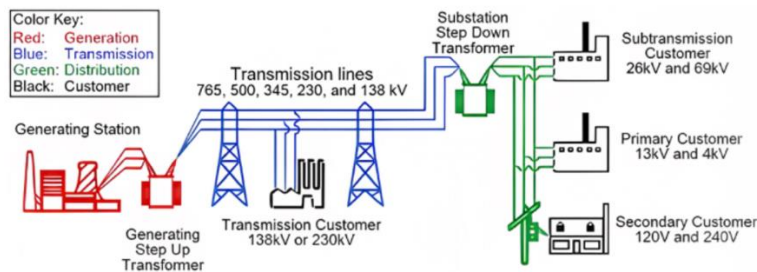 Color Key:
Red: Generation
Blue: Transmission
Green: Distribution
Black: Customer
Generating Station
Generating
Step Up
Transformer
Transmission lines
765, 500, 345, 230, and 138 kV
Transmission Customer
138kV or 230kV
Substation
Step Down
Transformer
Subtransmission
Customer
26kV and 69kV
Primary Customer
13kV and 4kV
Secondary Customer
120V and 240V